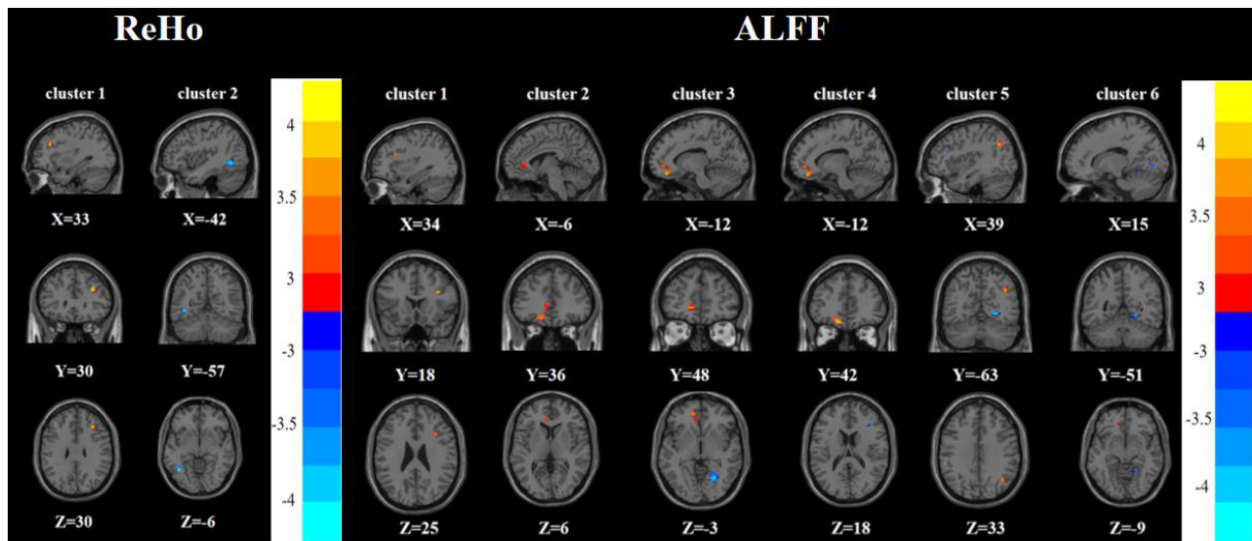 ReHo ALFF
cluster 1 cluster 2 cluster 1 cluster 2 cluster 3 cluster 4 cluster 5 cluster 6
X=33 X=-42 X=34 X=-6 X=-12 X=-12 X=39 X=15
Y=30 Y=-57 Y=18 Y=36 Y=48 Y=42 Y=-63 Y=-51
Z=30 Z=-6 Z=25 Z=6 Z=-3 Z=18 Z=33 Z=-9
4
3.5
3
-3
-3.5
-4
4
3.5
3
-3
-3.5
-4